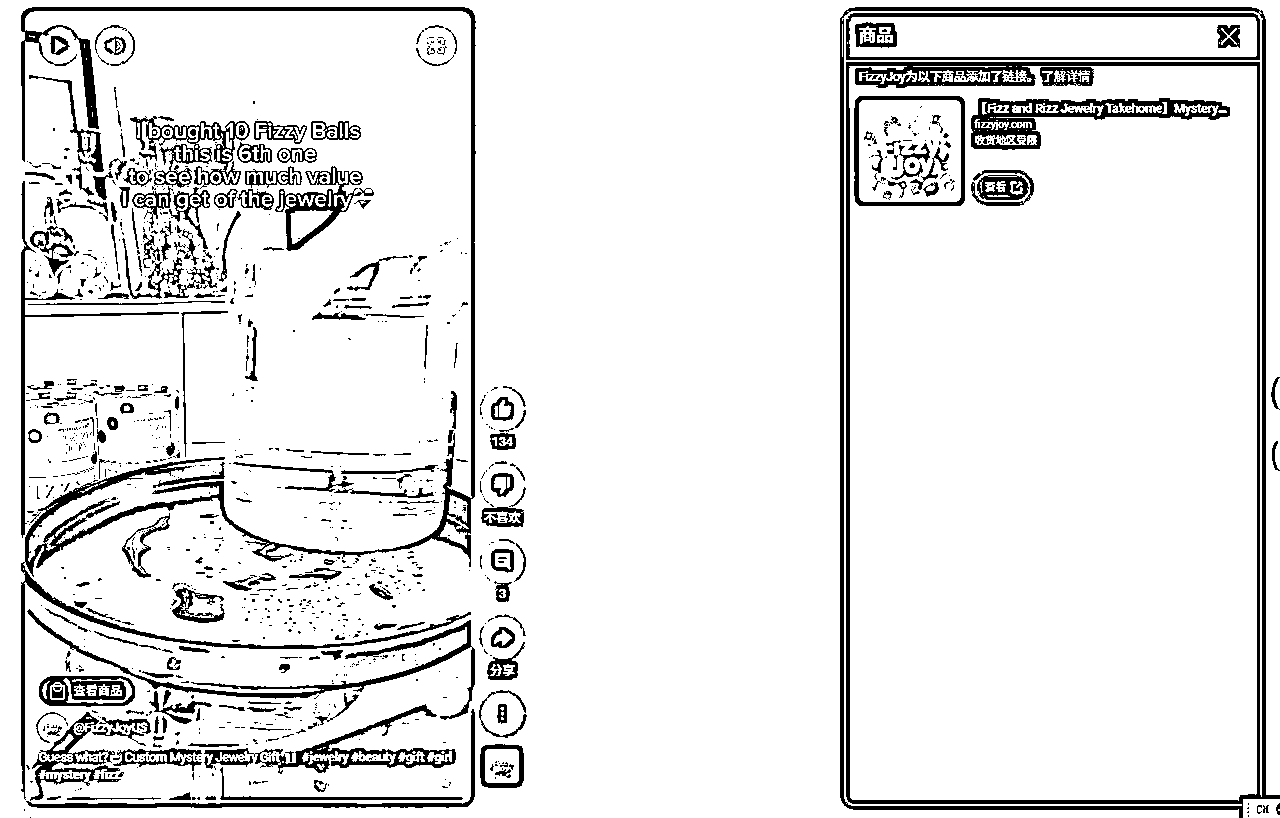 I bought 10 Fizzy Balls
this is 6th one
to see how much value
I can get of the jewelry
134
不喜欢
3
分享
查看商品
@FizzyJoyUS
Guess what? Custom Mystery Jewelry Gift #jewelry #beauty #gift #girl
#mystery #fizz
商品
FizzyJoy为以下商品添加了链接。 了解详情
【Fizz and Rizz Jewelry Takehome】Mystery...
fizzyjoy.com
收货地区受限
查看
Fizzy
Joy
CH